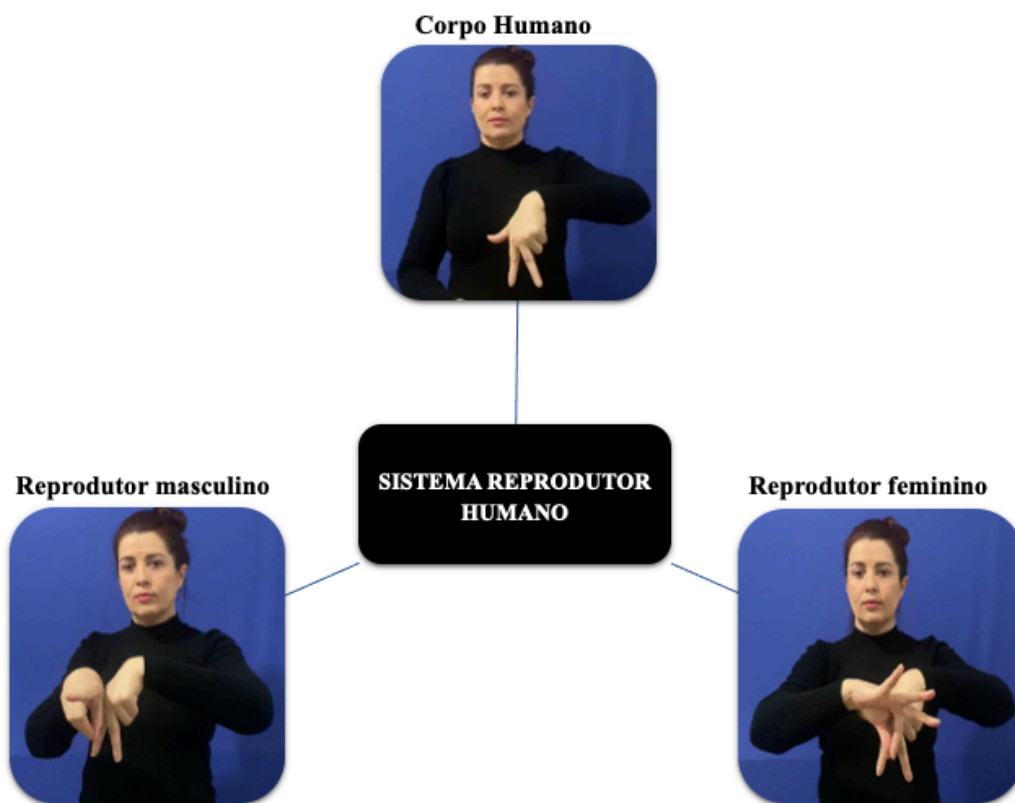 Corpo Humano
SISTEMA REPRODUTOR
HUMANO
Reprodutor masculino
Reprodutor feminino